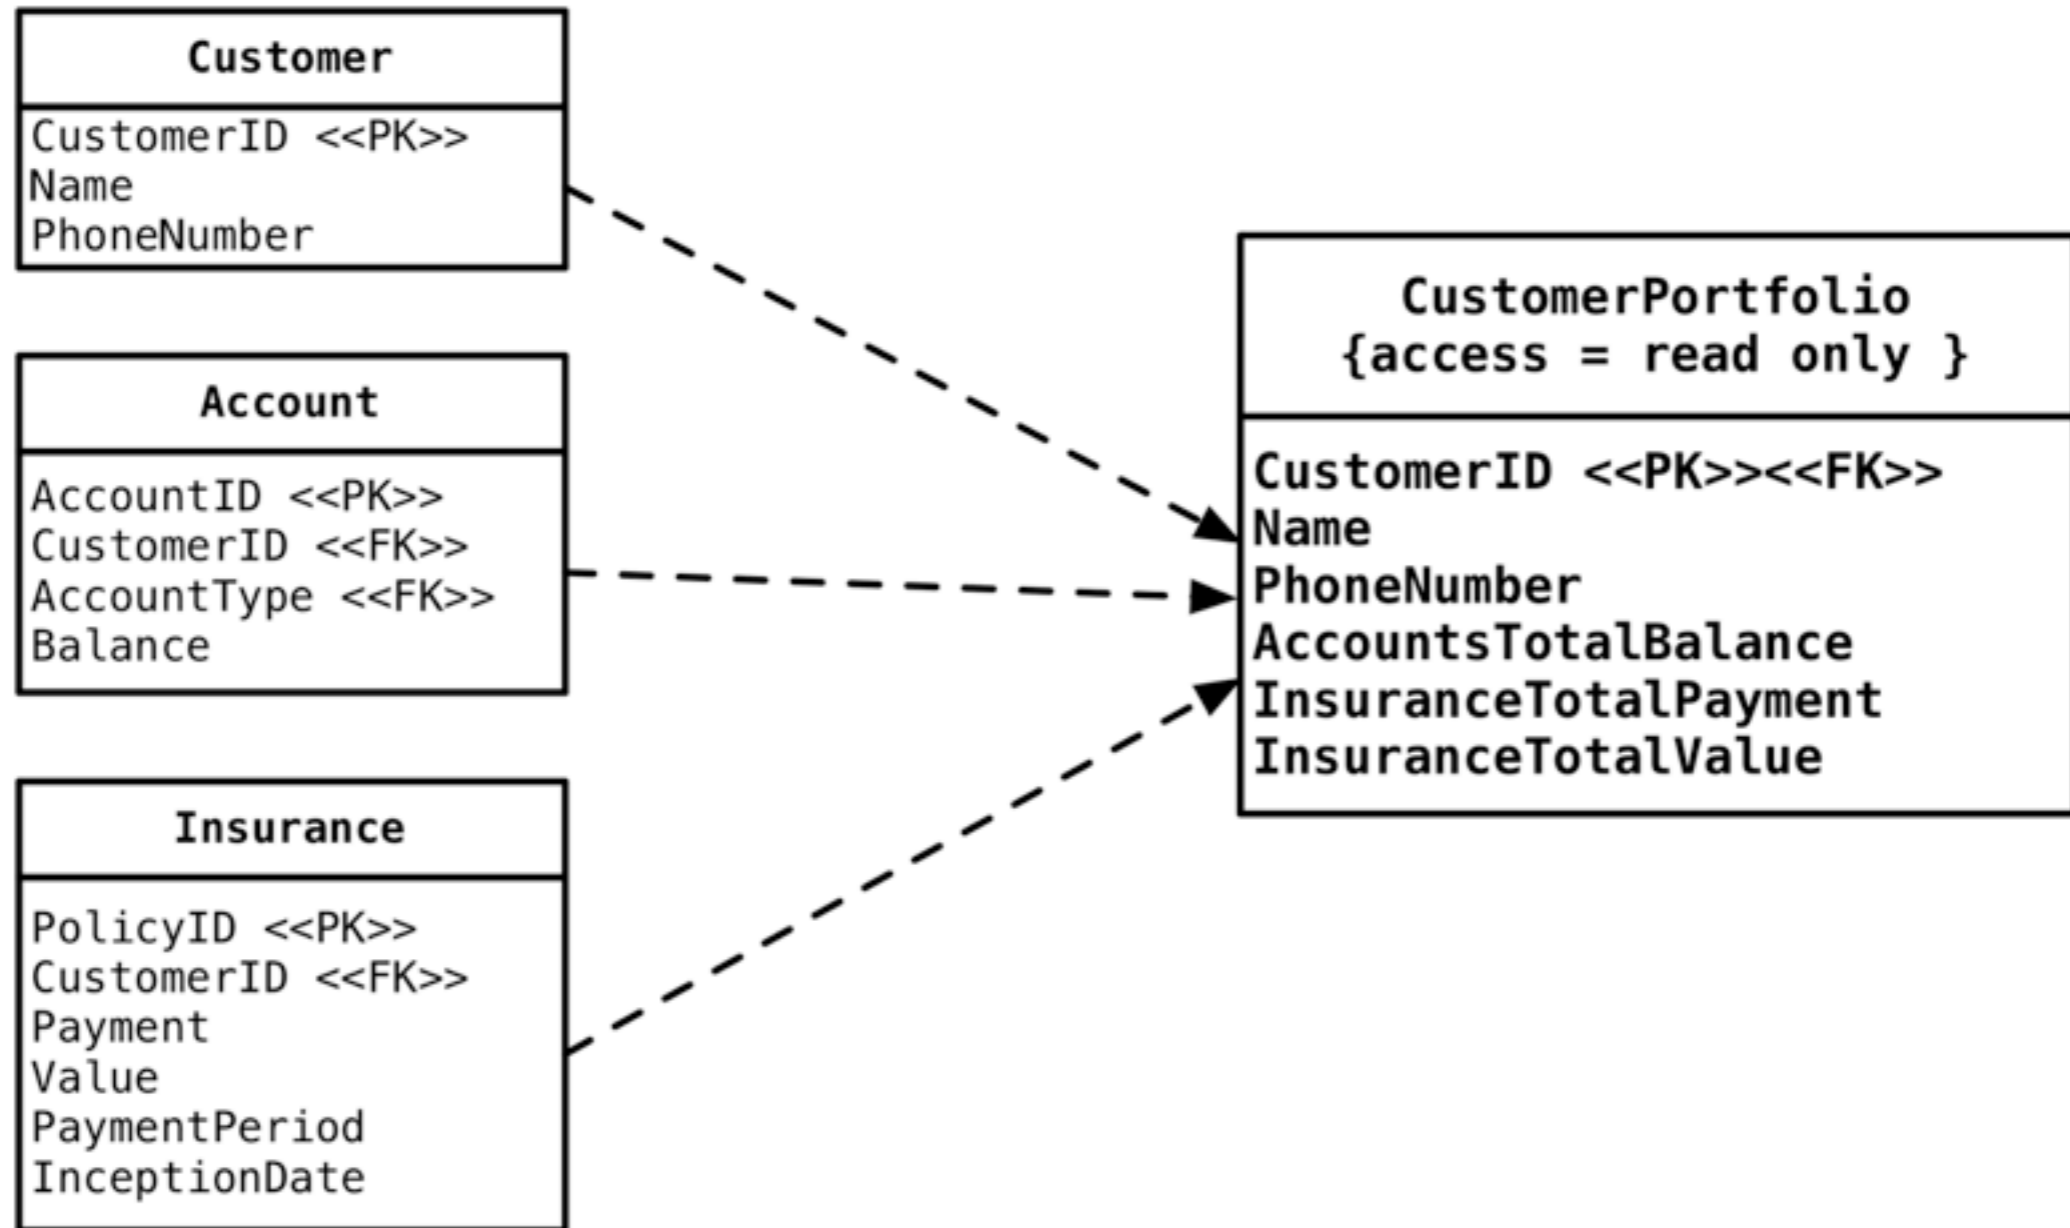 Customer
CustomerID <<PK>>
Name
PhoneNumber
Account
AccountID <<PK>>
CustomerID <<FK>>
AccountType <<FK>>
Balance
Insurance
PolicyID <<PK>>
CustomerID <<FK>>
Payment
Value
PaymentPeriod
InceptionDate
CustomerPortfolio
{access = read only }
CustomerID <<PK>><<FK>>
Name
PhoneNumber
AccountsTotalBalance
InsuranceTotalPayment
InsuranceTotalValue